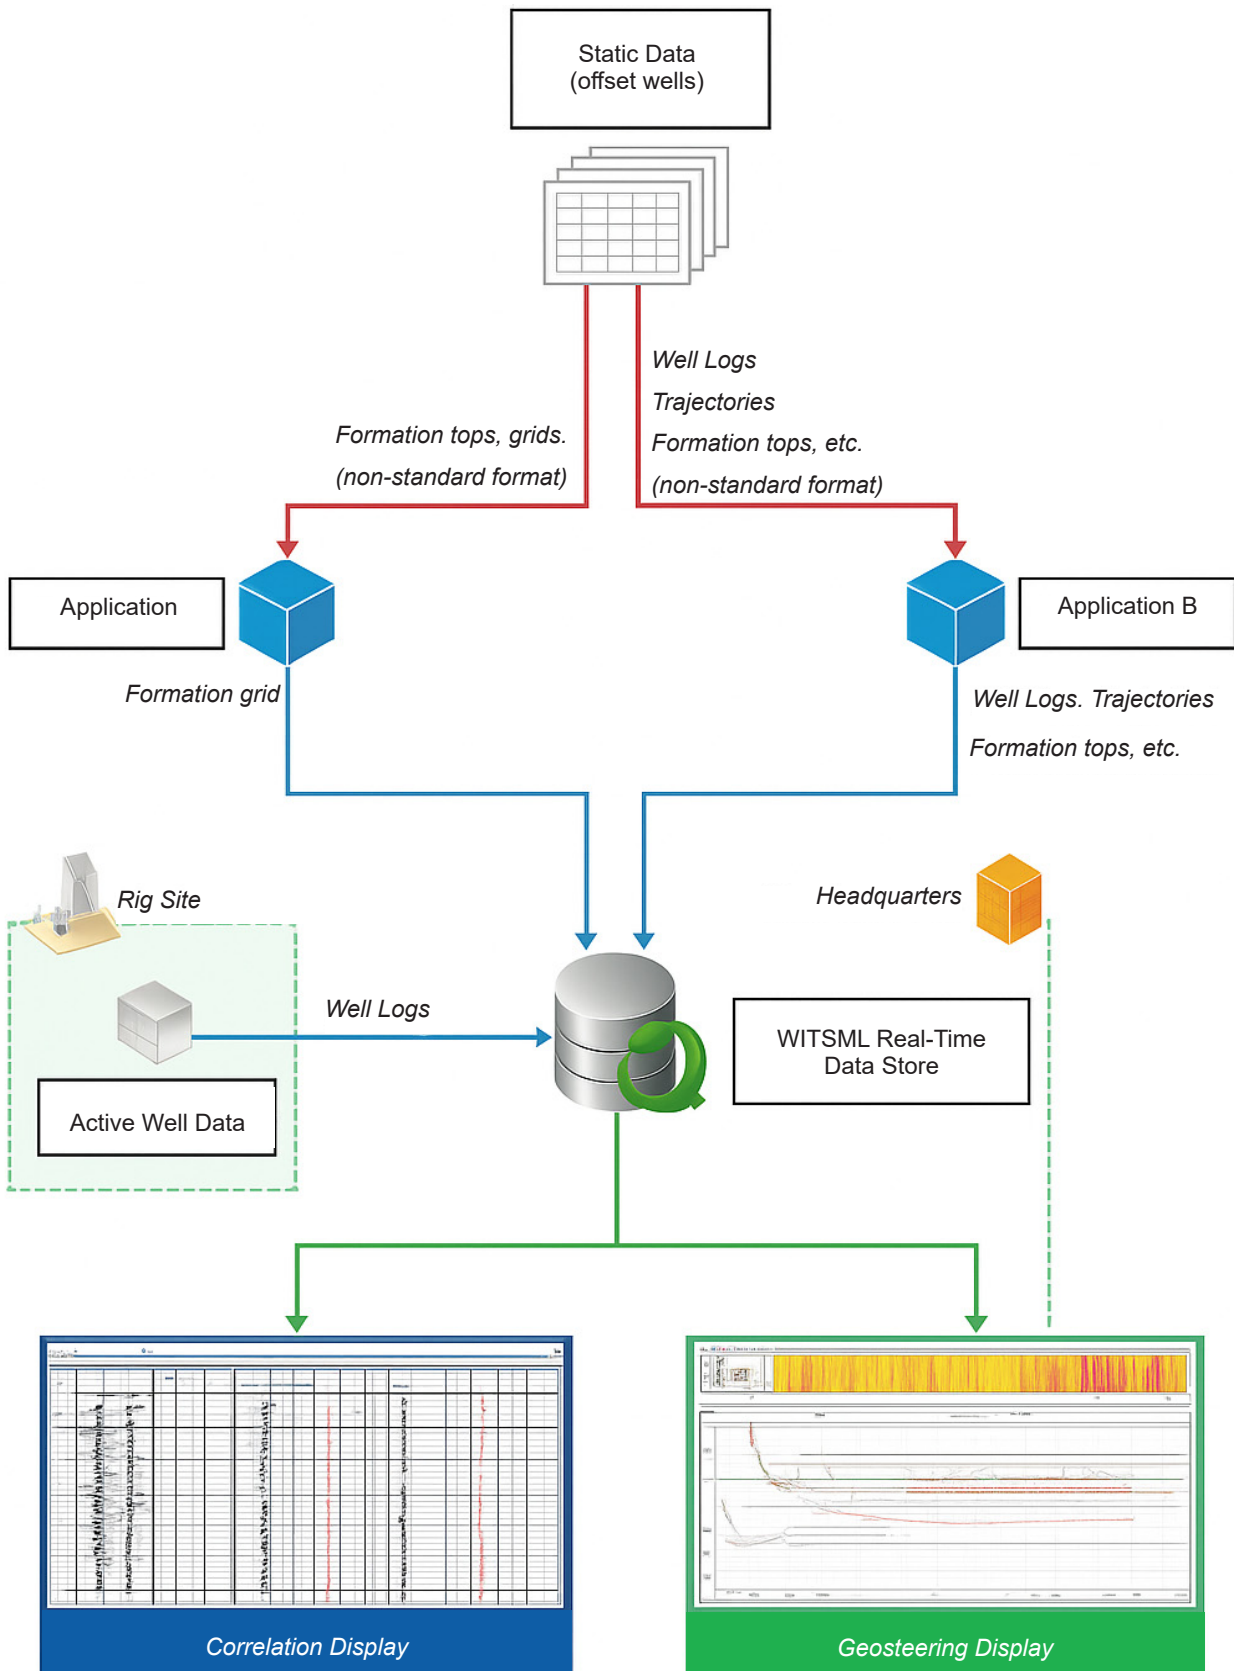 Static Data
(offset wells)
Well Logs
Trajectories
Formation tops, grids.
(non-standard format)
Formation tops, etc.
(non-standard format)
Application
Application B
Formation grid
Well Logs. Trajectories
Formation tops, etc.
Rig Site
Headquarters
Well Logs
WITSML Real-Time
Data Store
Active Well Data
Correlation Display
Geosteering Display